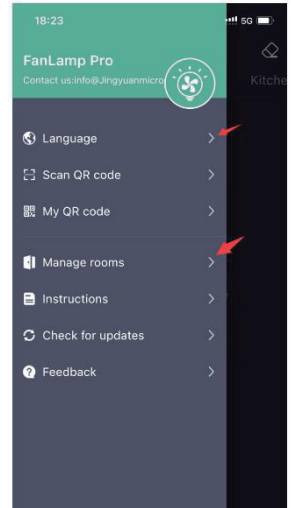 18:23
5G
FanLamp Pro
Contact us:info@Jingyuanmicro
Kitche
Language
Scan QR code
My QR code
Manage rooms
Instructions
Check for updates
Feedback